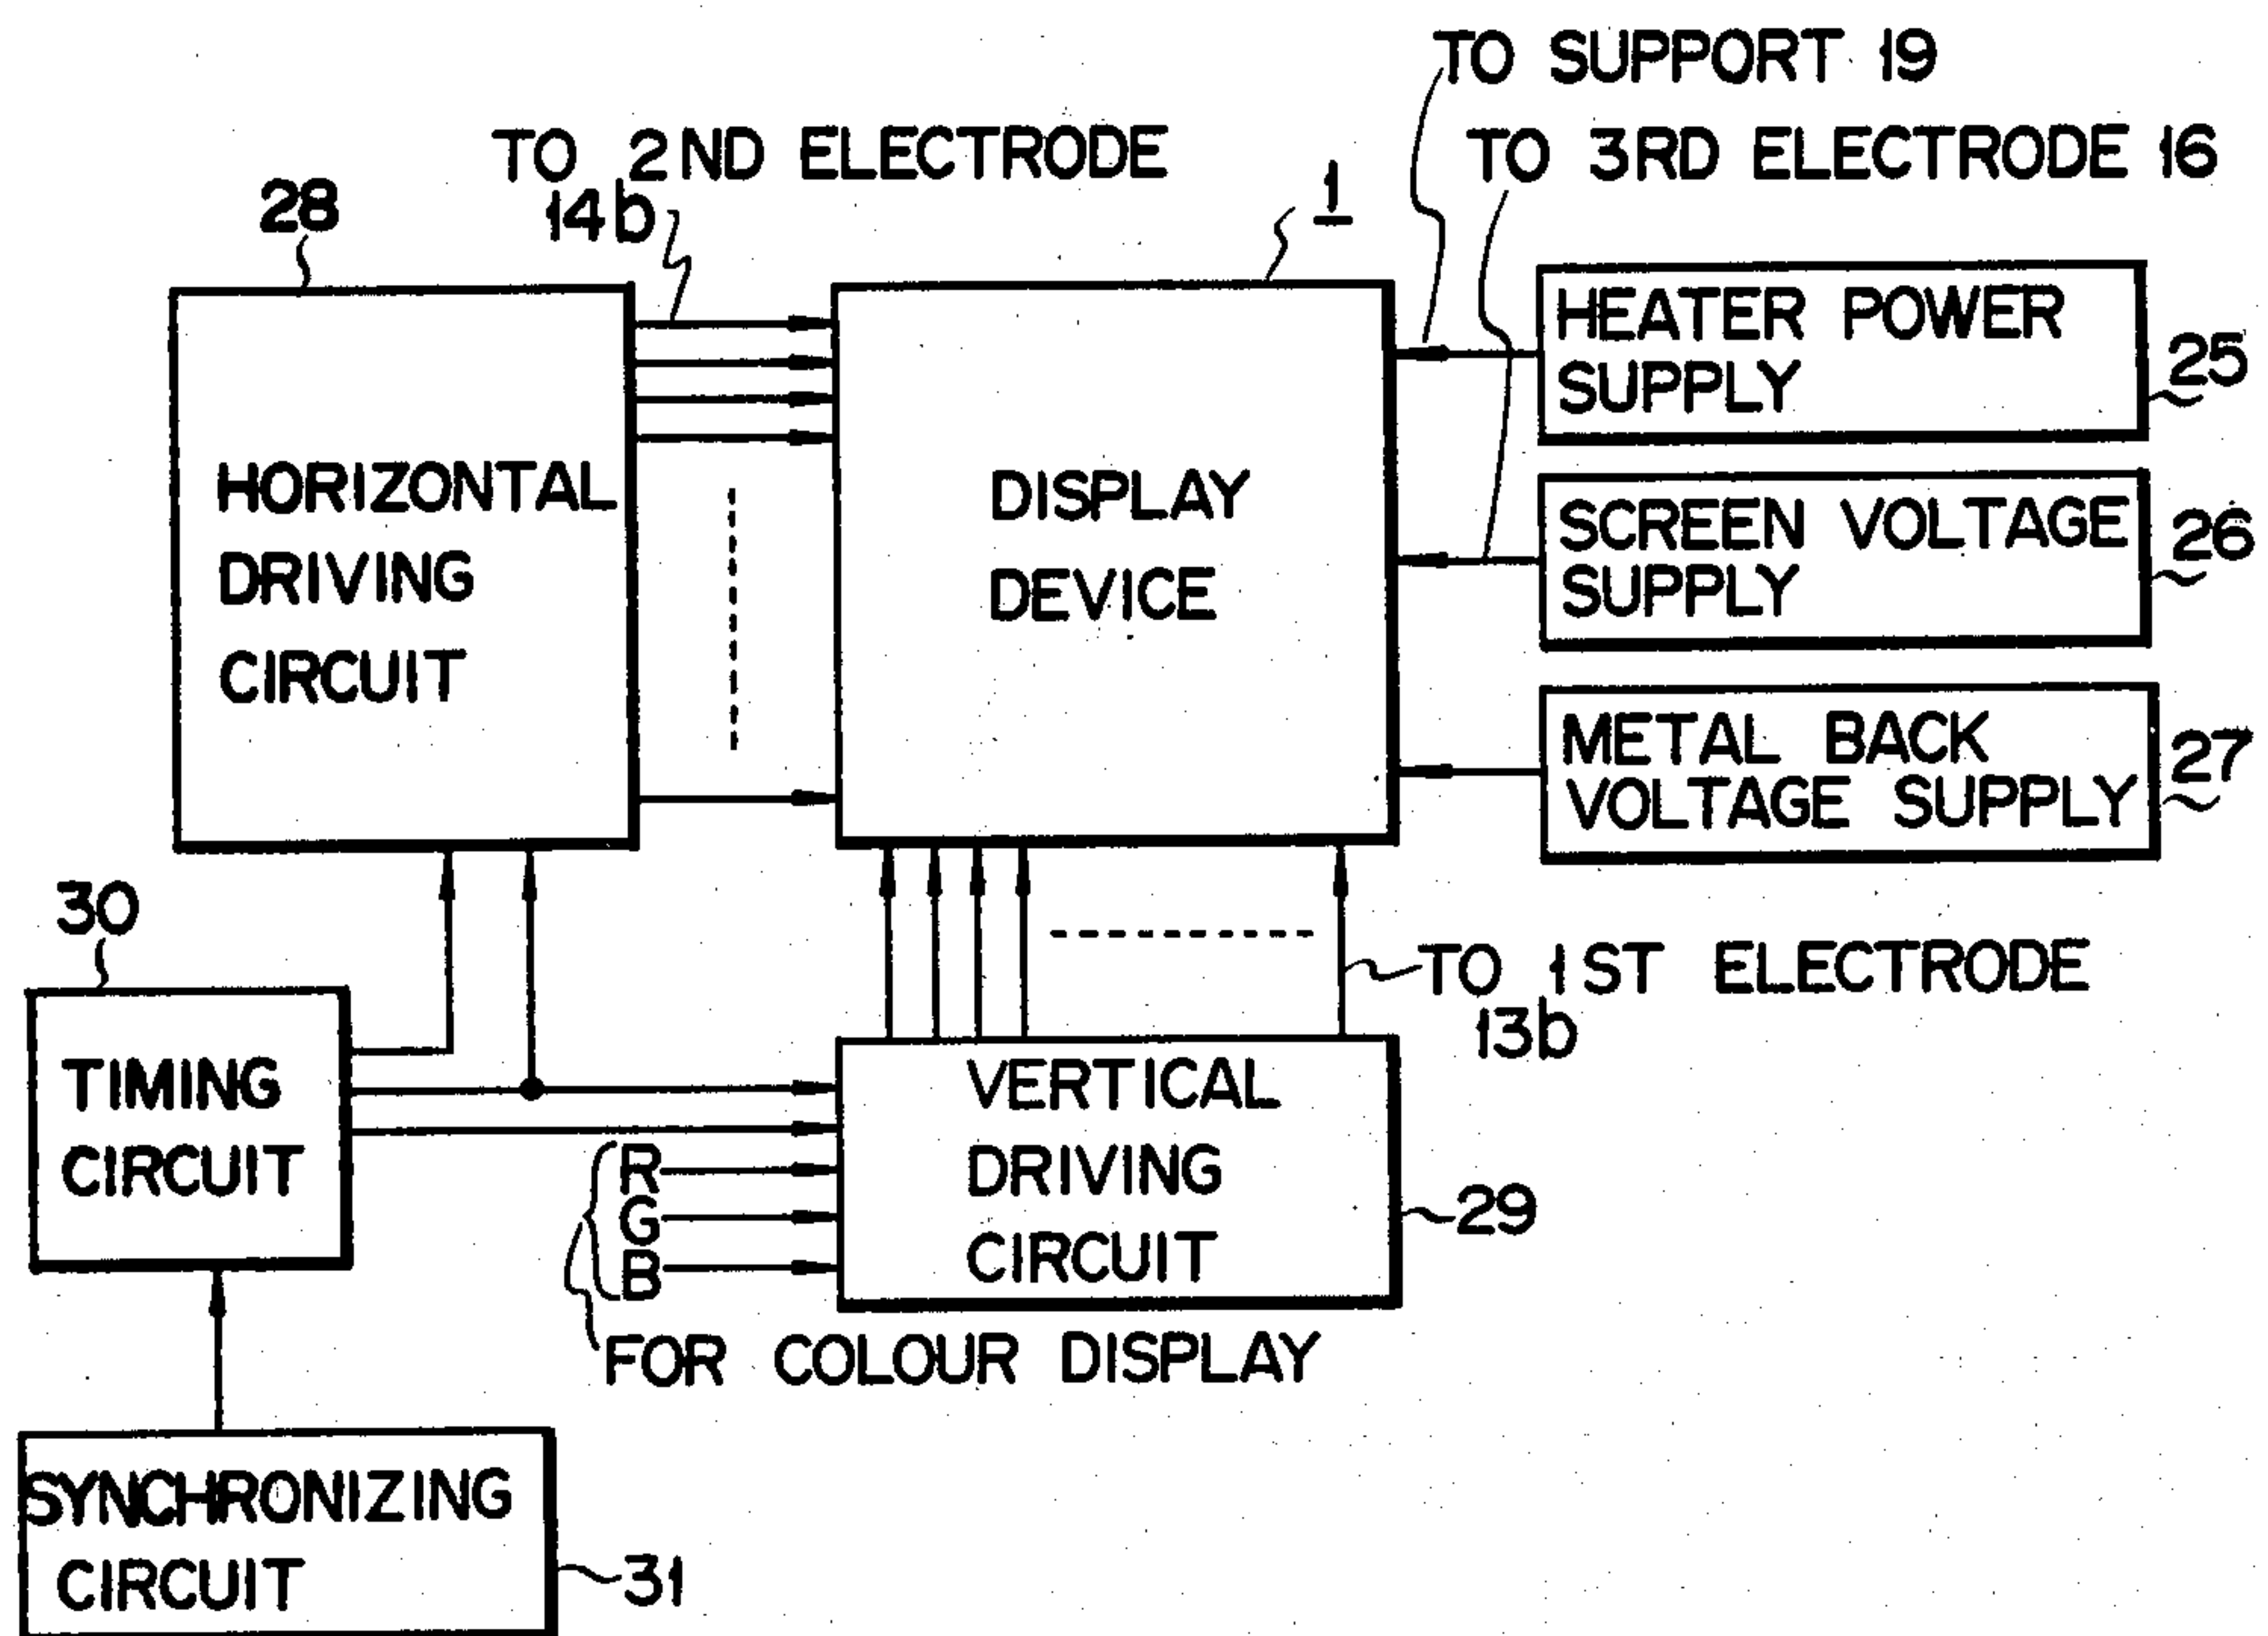 TO SUPPORT 19
TO 2ND ELECTRODE
14b
TO 3RD ELECTRODE 16
28
1
HEATER POWER
SUPPLY
25
HORIZONTAL
DRIVING
CIRCUIT
DISPLAY
DEVICE
SCREEN VOLTAGE
SUPPLY
26
METAL BACK
VOLTAGE SUPPLY
27
30
TO 1ST ELECTRODE
13b
TIMING
CIRCUIT
VERTICAL
DRIVING
CIRCUIT
29
R
G
B
FOR COLOUR DISPLAY
SYNCHRONIZING
CIRCUIT
31